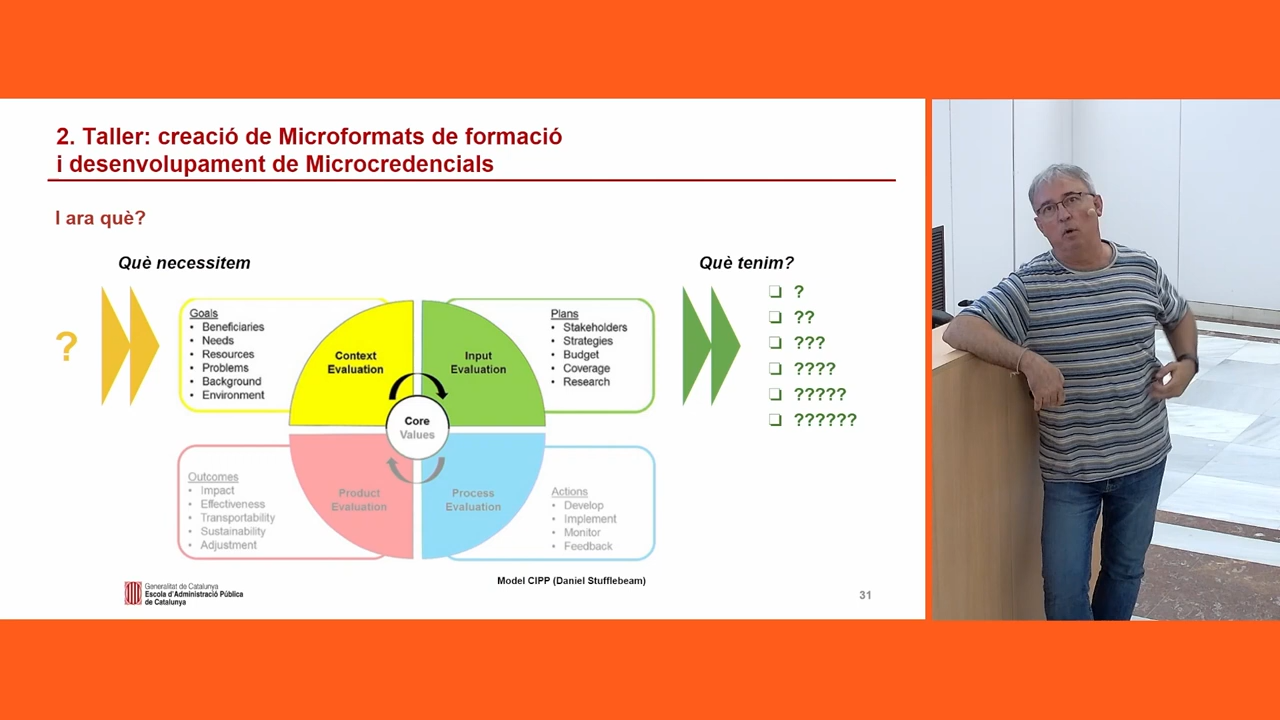 2. Taller: creació de Microformats de formació
i desenvolupament de Microcredencials
I ara què?
Què necessitem
Què tenim?
?
Goals
• Beneficiaries
• Needs
• Resources
• Problems
• Background
• Environment
Context
Evaluation
Input
Evaluation
Plans
• Stakeholders
• Strategies
• Budget
• Coverage
• Research
❑ ?
❑ ??
❑ ???
❑ ????
❑ ?????
❑ ??????
Core
Values
Outcomes
• Impact
• Effectiveness
• Transportability
• Sustainability
• Adjustment
Product
Evaluation
Process
Evaluation
Actions
• Develop
• Implement
• Monitor
• Feedback
Model CIPP (Daniel Stufflebeam)
Generalitat de Catalunya
Escola d'Administració Pública
de Catalunya
31